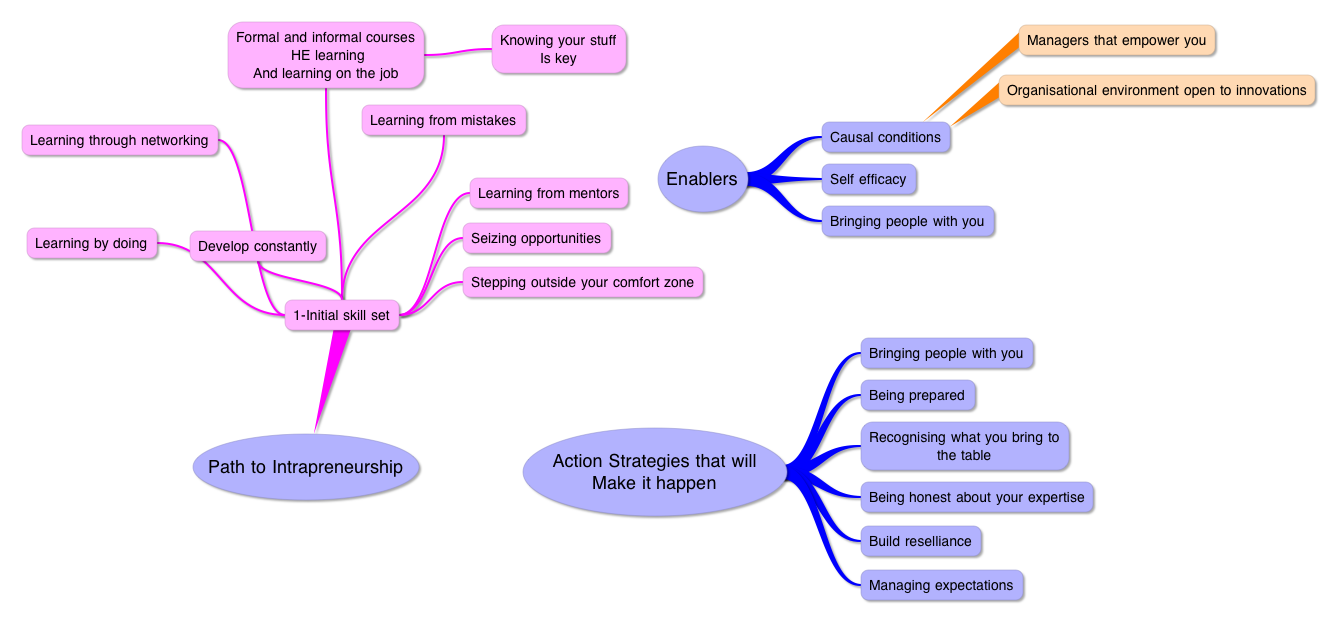 Formal and informal courses
HE learning
And learning on the job
Knowing your stuff
Is key
Learning from mistakes
Learning through networking
Learning from mentors
Learning by doing
Develop constantly
Seizing opportunities
Stepping outside your comfort zone
1-Initial skill set
Path to Intrapreneurship
Managers that empower you
Organisational environment open to innovations
Causal conditions
Enablers
Self efficacy
Bringing people with you
Action Strategies that will
Make it happen
Bringing people with you
Being prepared
Recognising what you bring to
the table
Being honest about your expertise
Build reselliance
Managing expectations